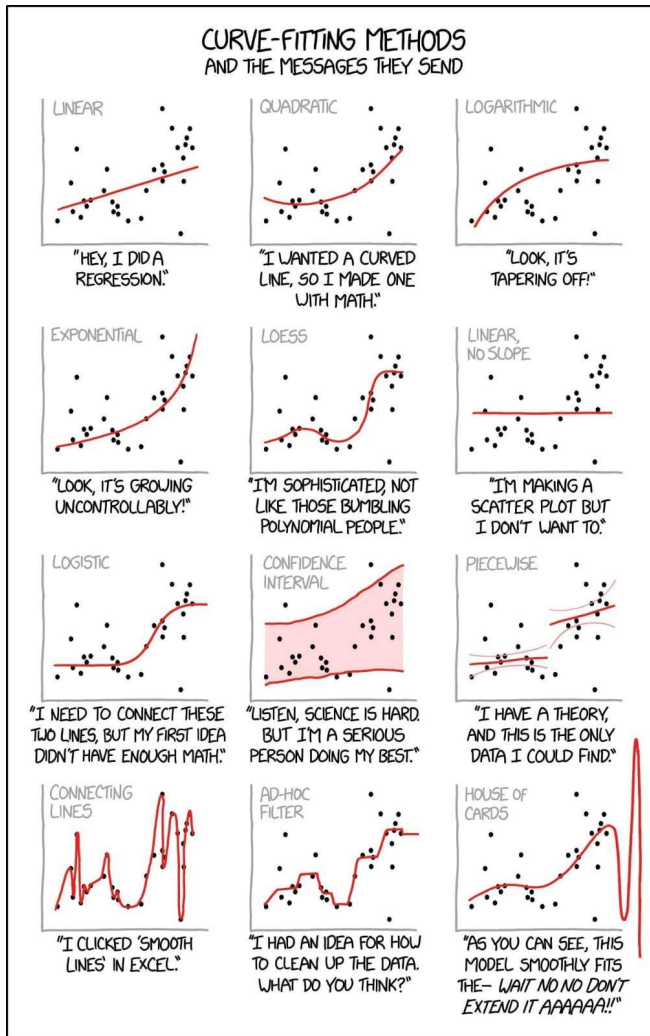 CURVE-FITTING METHODS
AND THE MESSAGES THEY SEND
LINEAR
"HEY, I DID A
REGRESSION."
QUADRATIC
"I WANTED A CURVED
LINE, SO I MADE ONE
WITH MATH."
LOGARITHMIC
"LOOK, IT'S
TAPERING OFF!"
EXPONENTIAL
"LOOK, IT'S GROWING
UNCONTROLLABLY!"
LOESS
"I'M SOPHISTICATED, NOT
LIKE THOSE BUMBLING
POLYNOMIAL PEOPLE."
LINEAR,
NO SLOPE
"I'M MAKING A
SCATTER PLOT BUT
I DON'T WANT TO."
LOGISTIC
"I NEED TO CONNECT THESE
TWO LINES, BUT MY FIRST IDEA
DIDN'T HAVE ENOUGH MATH."
CONFIDENCE
INTERVAL
"LISTEN, SCIENCE IS HARD.
BUT I'M A SERIOUS
PERSON DOING MY BEST."
PIECEWISE
"I HAVE A THEORY,
AND THIS IS THE ONLY
DATA I COULD FIND."
CONNECTING
LINES
"I CLICKED 'SMOOTH
LINES' IN EXCEL."
AD-HOC
FILTER
"I HAD AN IDEA FOR HOW
TO CLEAN UP THE DATA.
WHAT DO YOU THINK?"
HOUSE OF
CARDS
"AS YOU CAN SEE, THIS
MODEL SMOOTHLY FITS
THE- WAIT NO NO DON'T
EXTEND IT AAAAAA!!"